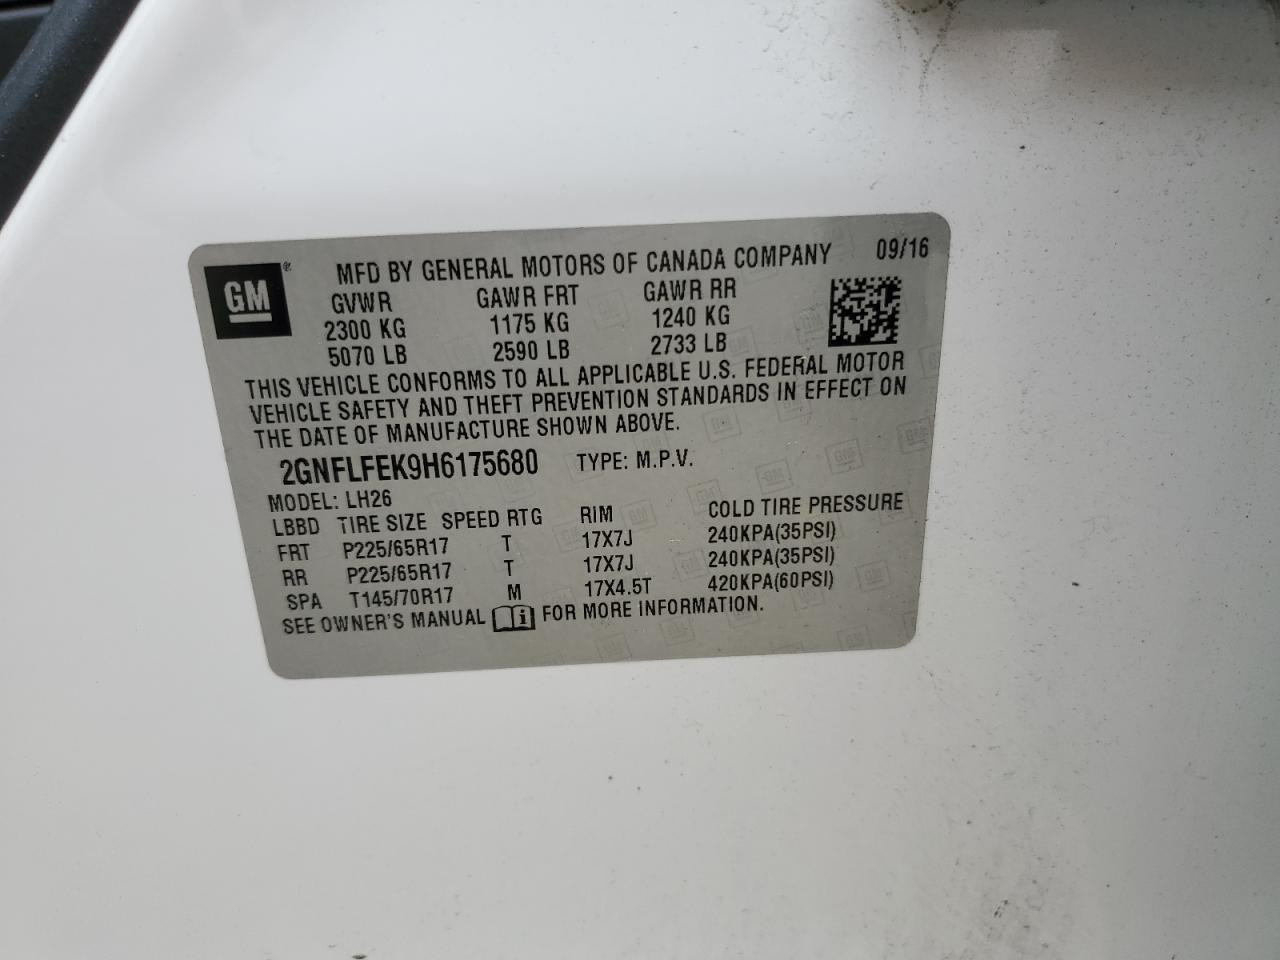 GM
MFD BY GENERAL MOTORS OF CANADA COMPANY 09/16
GVWR GAWR FRT GAWR RR
2300 KG 1175 KG 1240 KG
5070 LB 2590 LB 2733 LB
THIS VEHICLE CONFORMS TO ALL APPLICABLE U.S. FEDERAL MOTOR
VEHICLE SAFETY AND THEFT PREVENTION STANDARDS IN EFFECT ON
THE DATE OF MANUFACTURE SHOWN ABOVE.
2GNFLFEK9H6175680 TYPE: M.P.V.
MODEL: LH26
LBBD TIRE SIZE SPEED RTG RIM COLD TIRE PRESSURE
FRT P225/65R17 T 17X7J 240KPA(35PSI)
RR P225/65R17 T 17X7J 240KPA(35PSI)
SPA T145/70R17 M 17X4.5T 420KPA(60PSI)
SEE OWNER'S MANUAL i FOR MORE INFORMATION.